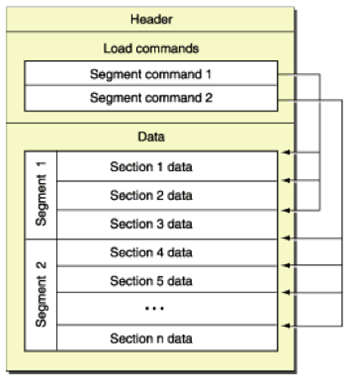 Header
Load commands
Segment command 1
Segment command 2
Data
Segment 1
Section 1 data
Section 2 data
Section 3 data
Segment 2
Section 4 data
Section 5 data
...
Section n data